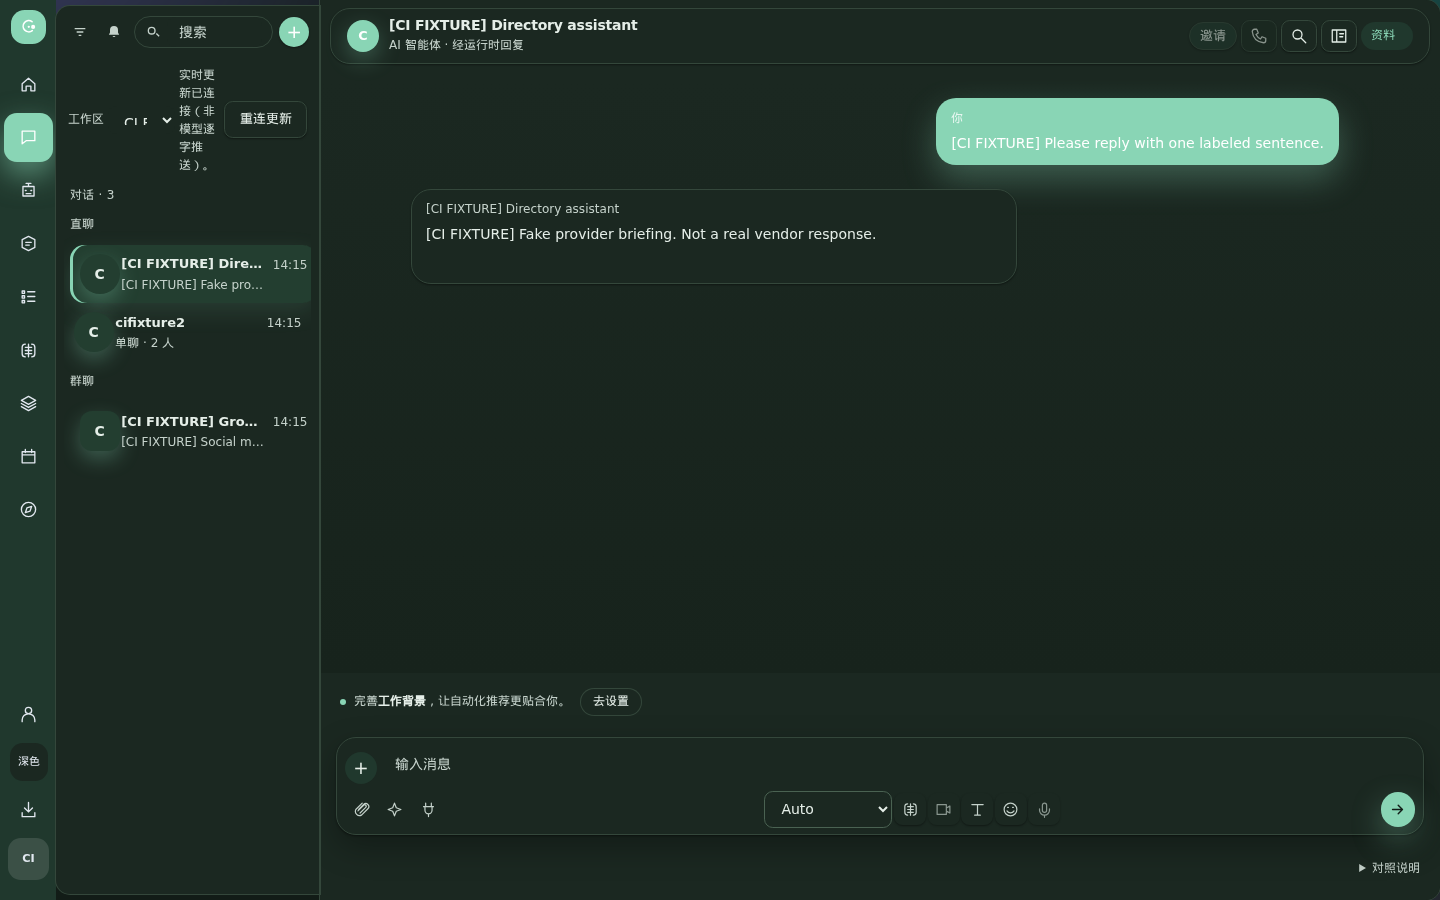 搜索
工作区
实时更
新已连
接（非
模型逐
字推
送）。
重连更新
对话 · 3
直聊
C
[CI FIXTURE] Dire…
14:15
[CI FIXTURE] Fake pro…
C
cifixture2
14:15
单聊 · 2 人
群聊
C
[CI FIXTURE] Gro…
14:15
[CI FIXTURE] Social m…
深色
CI
C
[CI FIXTURE] Directory assistant
AI 智能体 · 经运行时回复
邀请
资料
你
[CI FIXTURE] Please reply with one labeled sentence.
[CI FIXTURE] Directory assistant
[CI FIXTURE] Fake provider briefing. Not a real vendor response.
完善工作背景，让自动化推荐更贴合你。
去设置
输入消息
Auto
对照说明